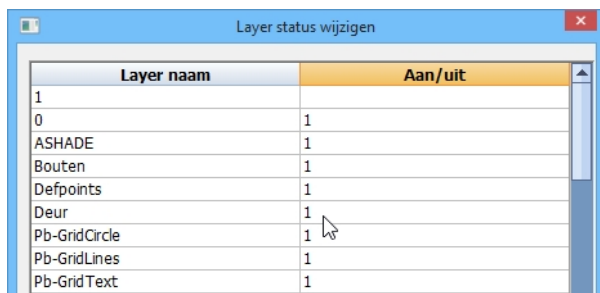 Layer status wijzigen
Layer naam Aan/uit
1
0 1
ASHADE 1
Bouten 1
Defpoints 1
Deur 1
Pb-GridCircle 1
Pb-GridLines 1
Pb-GridText 1